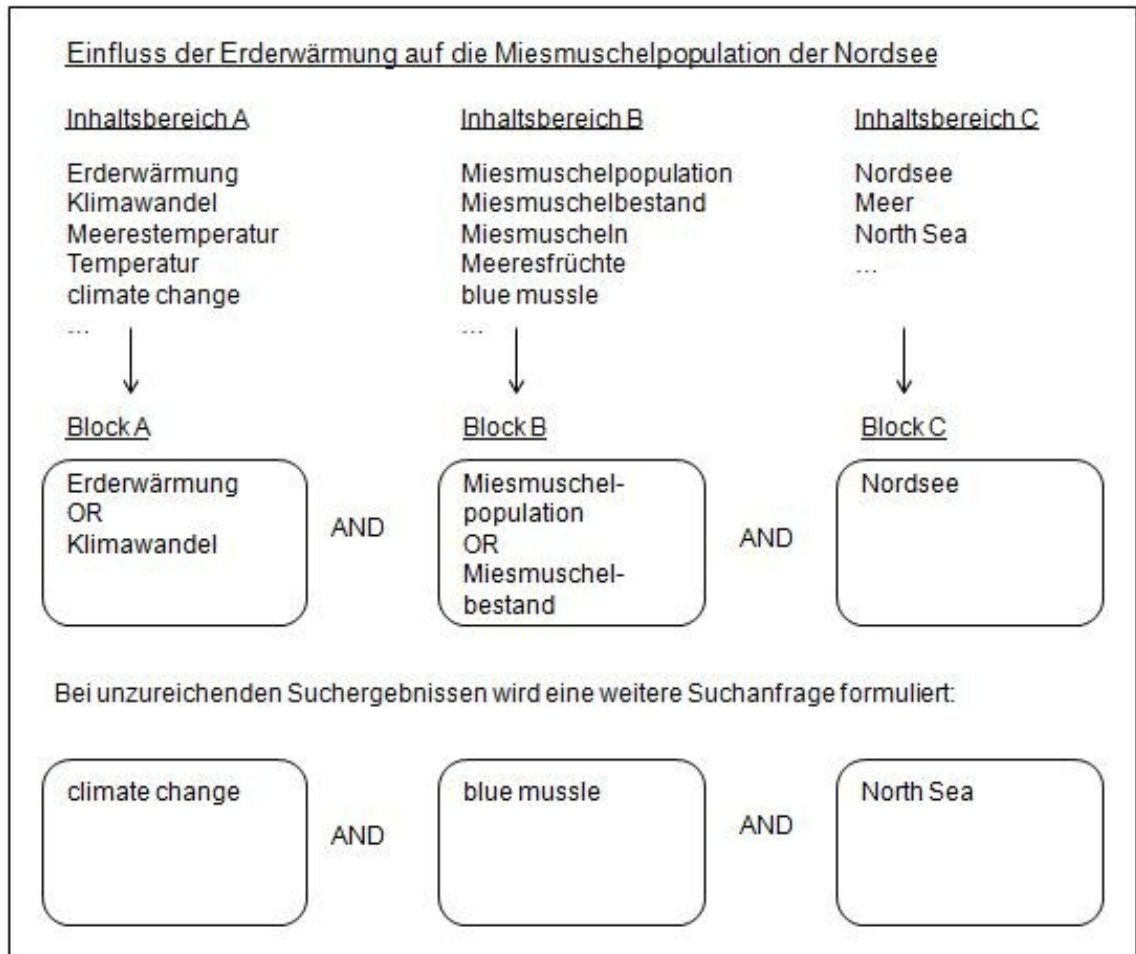 Einfluss der Erderwärmung auf die Miesmuschelpopulation der Nordsee
Inhaltsbereich A
Erderwärmung
Klimawandel
Meerestemperatur
Temperatur
climate change
...
Inhaltsbereich B
Miesmuschelpopulation
Miesmuschelbestand
Miesmuscheln
Meeresfrüchte
blue mussle
...
Inhaltsbereich C
Nordsee
Meer
North Sea
...
Block A
Erderwärmung
OR
Klimawandel
AND
Block B
Miesmuschel-
population
OR
Miesmuschel-
bestand
AND
Block C
Nordsee
Bei unzureichenden Suchergebnissen wird eine weitere Suchanfrage formuliert:
climate change
AND
blue mussle
AND
North Sea